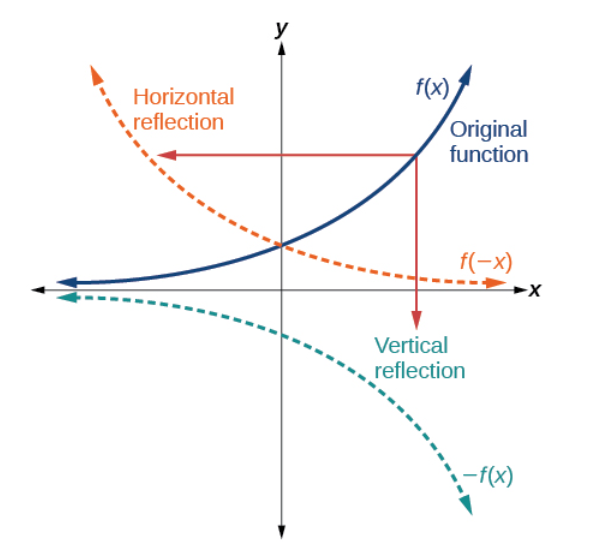 y
f(x)
Horizontal
reflection
Original
function
f(−x)
x
Vertical
reflection
−f(x)